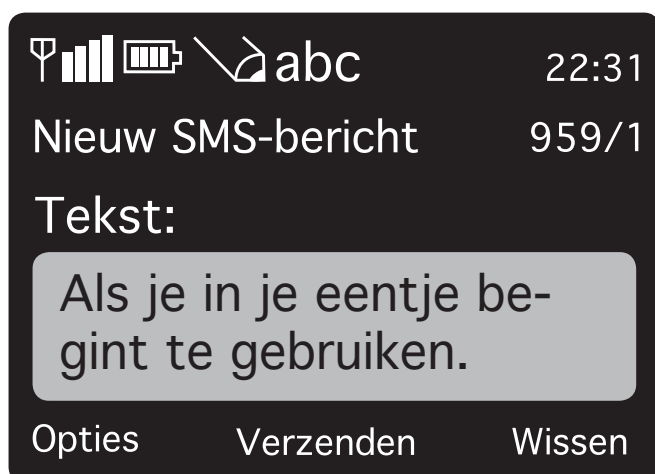 abc 22:31
Nieuw SMS-bericht 959/1
Tekst:
Als je in je eentje be-
gint te gebruiken.
Opties Verzenden Wissen